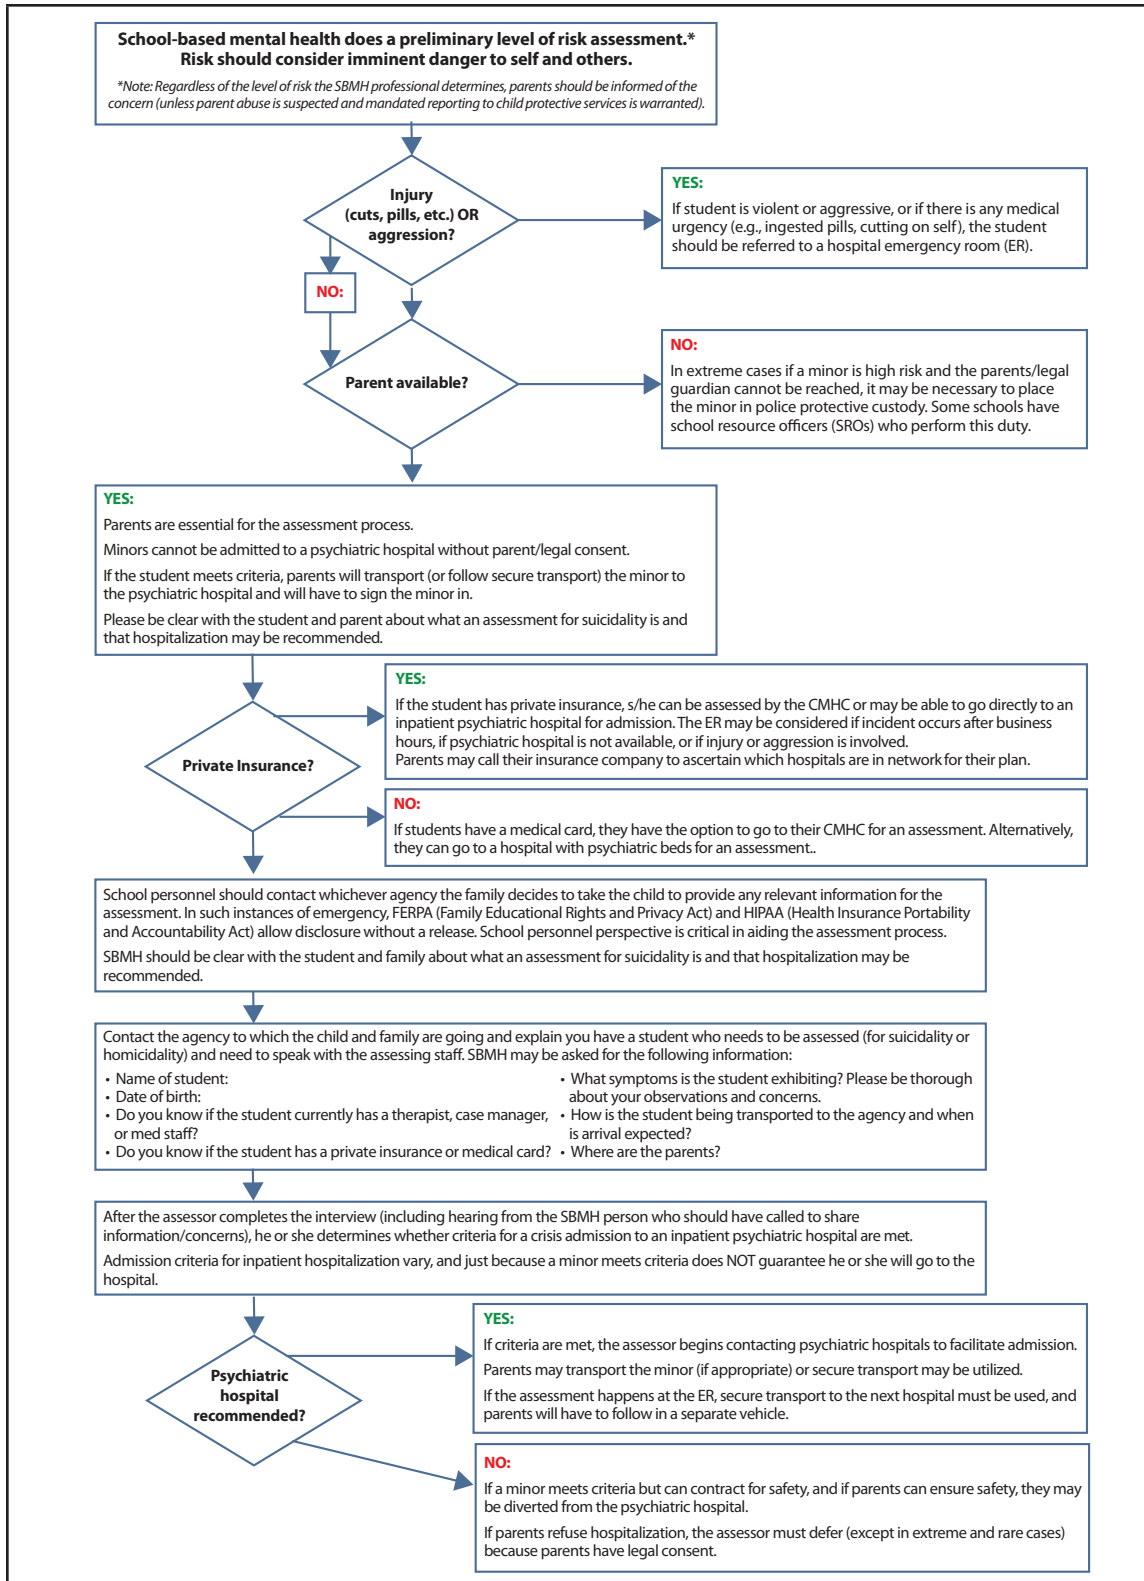 School-based mental health does a preliminary level of risk assessment.*
Risk should consider imminent danger to self and others.
*Note: Regardless of the level of risk the SBMH professional determines, parents should be informed of the
concern (unless parent abuse is suspected and mandated reporting to child protective services is warranted).
Injury
(cuts, pills, etc.) OR
aggression?
YES:
If student is violent or aggressive, or if there is any medical
urgency (e.g., ingested pills, cutting on self), the student
should be referred to a hospital emergency room (ER).
NO:
Parent available?
NO:
In extreme cases if a minor is high risk and the parents/legal
guardian cannot be reached, it may be necessary to place
the minor in police protective custody. Some schools have
school resource officers (SROs) who perform this duty.
YES:
Parents are essential for the assessment process.
Minors cannot be admitted to a psychiatric hospital without parent/legal consent.
If the student meets criteria, parents will transport (or follow secure transport) the minor to
the psychiatric hospital and will have to sign the minor in.
Please be clear with the student and parent about what an assessment for suicidality is and
that hospitalization may be recommended.
Private Insurance?
YES:
If the student has private insurance, s/he can be assessed by the CMHC or may be able to go directly to an
inpatient psychiatric hospital for admission. The ER may be considered if incident occurs after business
hours, if psychiatric hospital is not available, or if injury or aggression is involved.
Parents may call their insurance company to ascertain which hospitals are in network for their plan.
NO:
If students have a medical card, they have the option to go to their CMHC for an assessment. Alternatively,
they can go to a hospital with psychiatric beds for an assessment..
School personnel should contact whichever agency the family decides to take the child to provide any relevant information for the
assessment. In such instances of emergency, FERPA (Family Educational Rights and Privacy Act) and HIPAA (Health Insurance Portability
and Accountability Act) allow disclosure without a release. School personnel perspective is critical in aiding the assessment process.
SBMH should be clear with the student and family about what an assessment for suicidality is and that hospitalization may be
recommended.
Contact the agency to which the child and family are going and explain you have a student who needs to be assessed (for suicidality or
homicidality) and need to speak with the assessing staff. SBMH may be asked for the following information:
• Name of student:
• Date of birth:
• Do you know if the student currently has a therapist, case manager,
or med staff?
• Do you know if the student has a private insurance or medical card?
• What symptoms is the student exhibiting? Please be thorough
about your observations and concerns.
• How is the student being transported to the agency and when
is arrival expected?
• Where are the parents?
After the assessor completes the interview (including hearing from the SBMH person who should have called to share
information/concerns), he or she determines whether criteria for a crisis admission to an inpatient psychiatric hospital are met.
Admission criteria for inpatient hospitalization vary, and just because a minor meets criteria does NOT guarantee he or she will go to the
hospital.
Psychiatric
hospital
recommended?
YES:
If criteria are met, the assessor begins contacting psychiatric hospitals to facilitate admission.
Parents may transport the minor (if appropriate) or secure transport may be utilized.
If the assessment happens at the ER, secure transport to the next hospital must be used, and
parents will have to follow in a separate vehicle.
NO:
If a minor meets criteria but can contract for safety, and if parents can ensure safety, they may
be diverted from the psychiatric hospital.
If parents refuse hospitalization, the assessor must defer (except in extreme and rare cases)
because parents have legal consent.